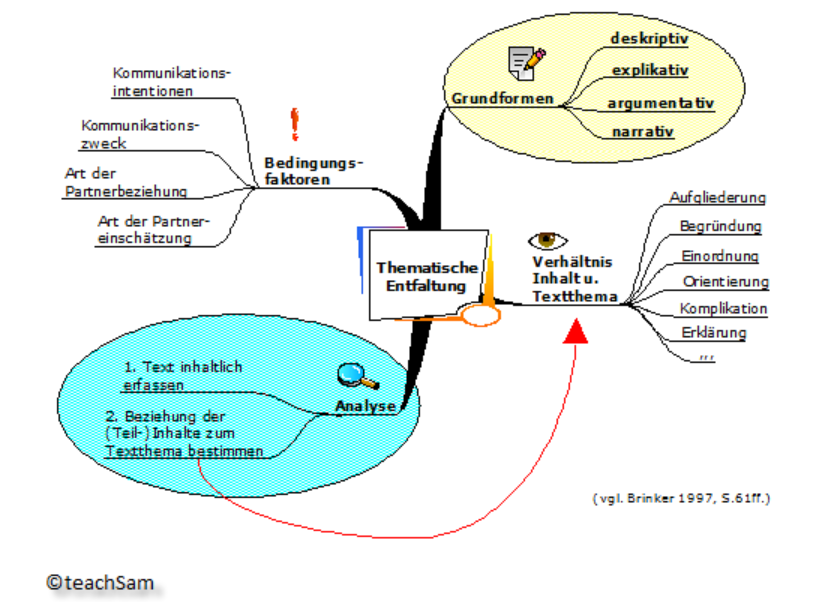 deskriptiv
explikativ
Grundformen
argumentativ
narrativ
Kommunikations-
intentionen
Kommunikations-
zweck
Art der
Partnerbeziehung
Art der Partner-
einschätzung
Bedingungs-
faktoren
Thematische
Entfaltung
Verhältnis
Inhalt u.
Textthema
Aufgliederung
Begründung
Einordnung
Orientierung
Komplikation
Erklärung
,,,
1. Text inhaltlich
erfassen
2. Beziehung der
(Teil-)Inhalte zum
Textthema bestimmen
Analyse
(vgl. Brinker 1997, S.61ff.)
©teachSam